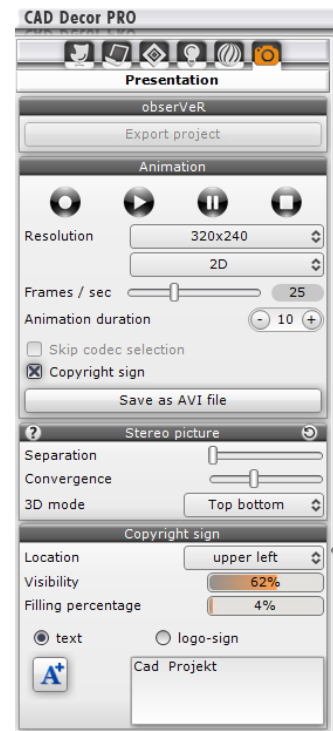 CAD Decor PRO
Presentation
obserVeR
Export project
Animation
Resolution 320x240
2D
Frames / sec 25
Animation duration - 10 +
Skip codec selection
Copyright sign
Save as AVI file
? Stereo picture
Separation
Convergence
3D mode Top bottom
Copyright sign
Location upper left
Visibility 62%
Filling percentage 4%
text logo-sign
A+ Cad Projekt